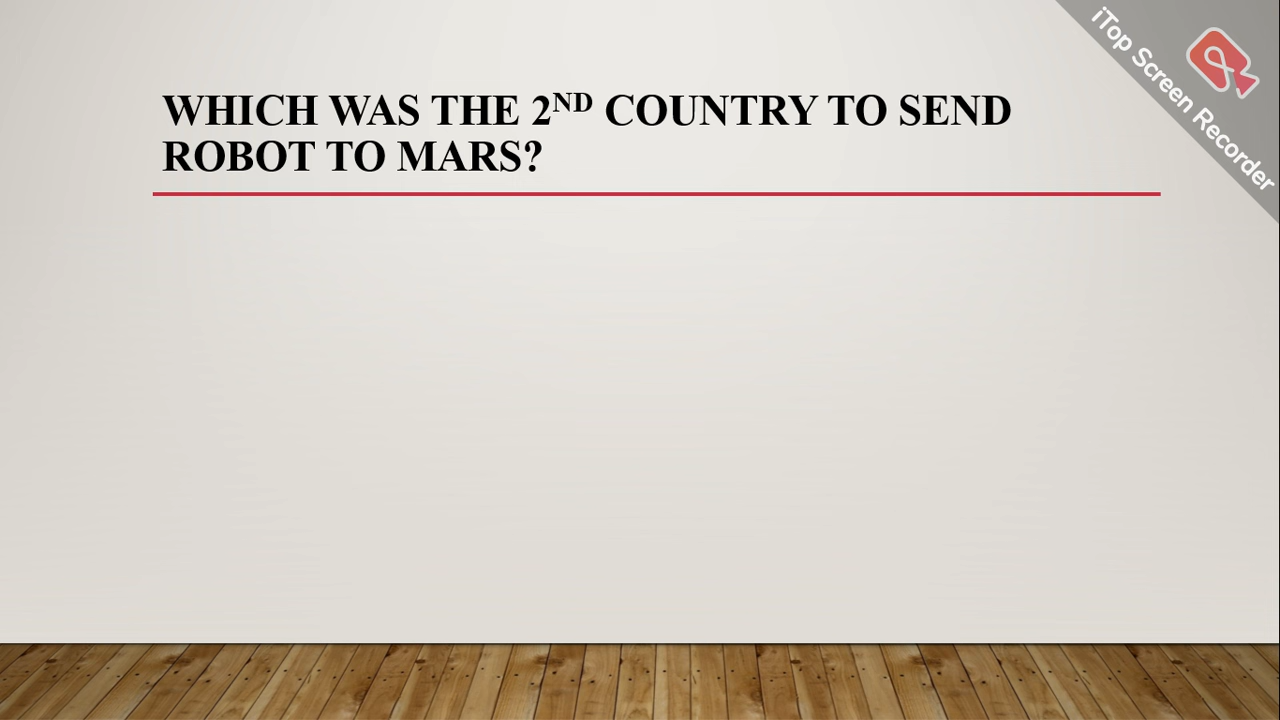 WHICH WAS THE 2ND COUNTRY TO SEND
ROBOT TO MARS?
iTop Screen Recorder